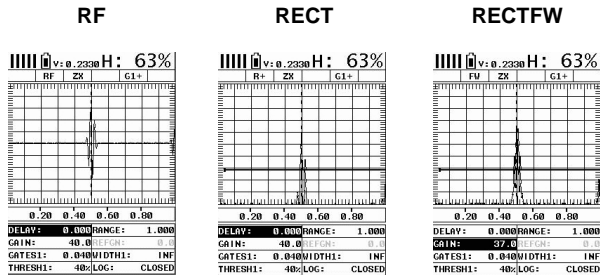 RF
RECT
RECTFW
V: 0.2330 H: 63%
RF ZX G1+
0.20 0.40 0.60 0.80
DELAY: 0.000 RANGE: 1.000
GAIN: 40.0 REFGN: 0.0
GATES1: 0.040 WIDTH1: INF
THRESH1: 40% LOG: CLOSED
V: 0.2330 H: 63%
R+ ZX G1+
0.20 0.40 0.60 0.80
DELAY: 0.000 RANGE: 1.000
GAIN: 40.0 REFGN: 0.0
GATES1: 0.040 WIDTH1: INF
THRESH1: 40% LOG: CLOSED
V: 0.2330 H: 63%
FW ZX G1+
0.20 0.40 0.60 0.80
DELAY: 0.000 RANGE: 1.000
GAIN: 37.0 REFGN: 0.0
GATES1: 0.040 WIDTH1: INF
THRESH1: 40% LOG: CLOSED